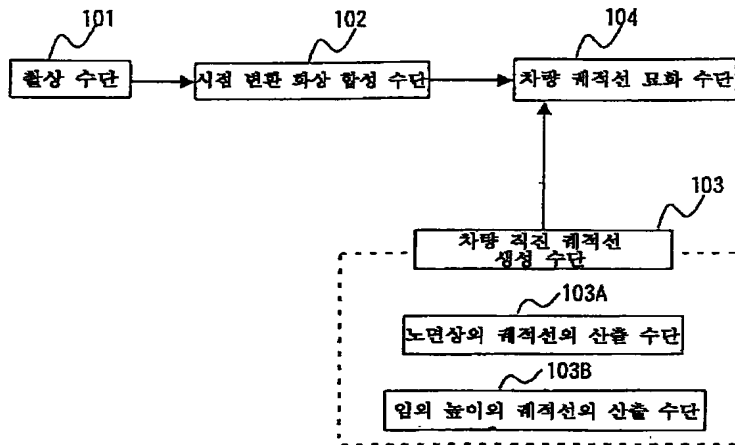 101
102
104
촬상 수단
시점 변환 화상 합성 수단
차량 궤적선 묘화 수단
103
차량 직진 궤적선
생성 수단
103A
노면상의 궤적선의 산출 수단
103B
임의 높이의 궤적선의 산출 수단